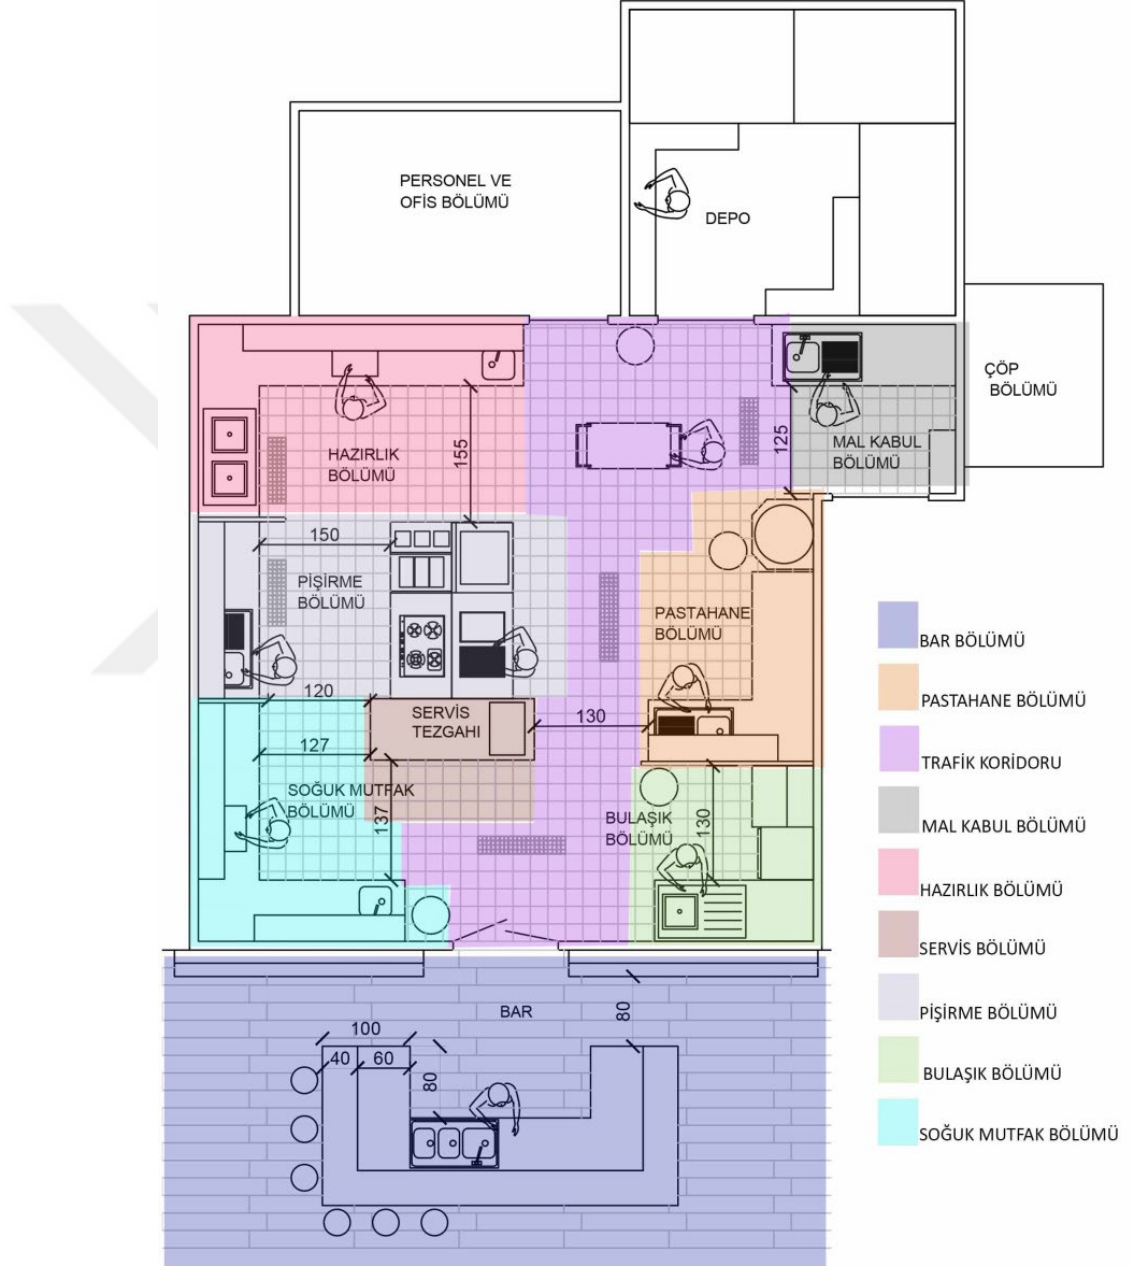 PERSONEL VE
OFİS BÖLÜMÜ
DEPO
ÇÖP
BÖLÜMÜ
HAZIRLIK
BÖLÜMÜ
155
125
MAL KABUL
BÖLÜMÜ
150
PİŞİRME
BÖLÜMÜ
PASTAHANE
BÖLÜMÜ
120
SERVİS
TEZGAHI
130
127
SOĞUK MUTFAK
BÖLÜMÜ
137
BULAŞIK
BÖLÜMÜ
130
BAR
80
100
40
60
80
BAR BÖLÜMÜ
PASTAHANE BÖLÜMÜ
TRAFİK KORİDORU
MAL KABUL BÖLÜMÜ
HAZIRLIK BÖLÜMÜ
SERVİS BÖLÜMÜ
PİŞİRME BÖLÜMÜ
BULAŞIK BÖLÜMÜ
SOĞUK MUTFAK BÖLÜMÜ